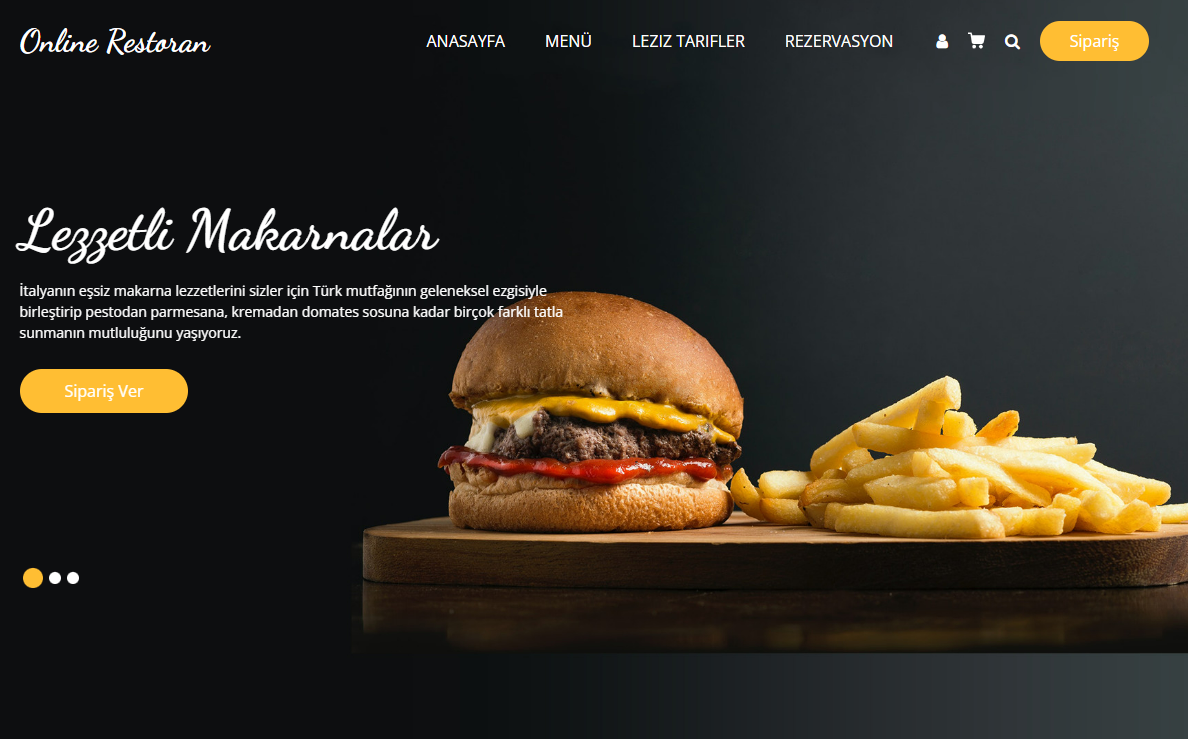 Online Restoran
ANASAYFA
MENÜ
LEZIZ TARIFLER
REZERVASYON
Sipariş
Lezzetli Makarnalar
İtalyanın eşsiz makarna lezzetlerini sizler için Türk mutfağının geleneksel ezgisiyle
birleştirip pestodan parmesana, kremadan domates sosuna kadar birçok farklı tatla
sunmanın mutluluğunu yaşıyoruz.
Sipariş Ver